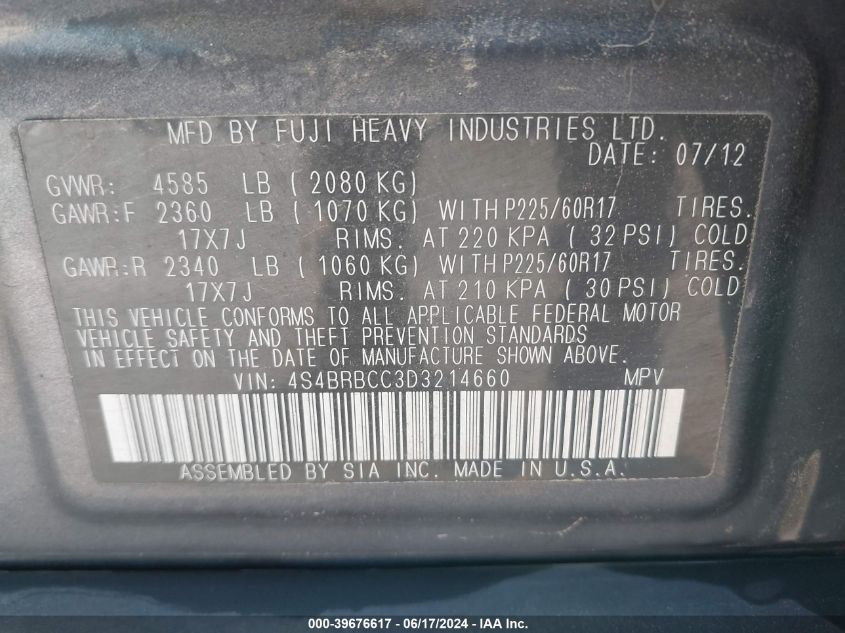 MFD BY FUJI HEAVY INDUSTRIES LTD.
DATE: 07/12
GVWR: 4585 LB ( 2080 KG)
GAWR:F 2360 LB ( 1070 KG) WITH P225/60R17 TIRES.
17X7J RIMS. AT 220 KPA ( 32 PSI) COLD
GAWR:R 2340 LB ( 1060 KG) WITH P225/60R17 TIRES.
17X7J RIMS. AT 210 KPA ( 30 PSI) COLD
THIS VEHICLE CONFORMS TO ALL APPLICABLE FEDERAL MOTOR
VEHICLE SAFETY AND THEFT PREVENTION STANDARDS
IN EFFECT ON THE DATE OF MANUFACTURE SHOWN ABOVE.
VIN: 4S4BRBCC3D3214660 MPV
ASSEMBLED BY SIA INC. MADE IN U.S.A.
000-39676617 - 06/17/2024 - IAAI.COM